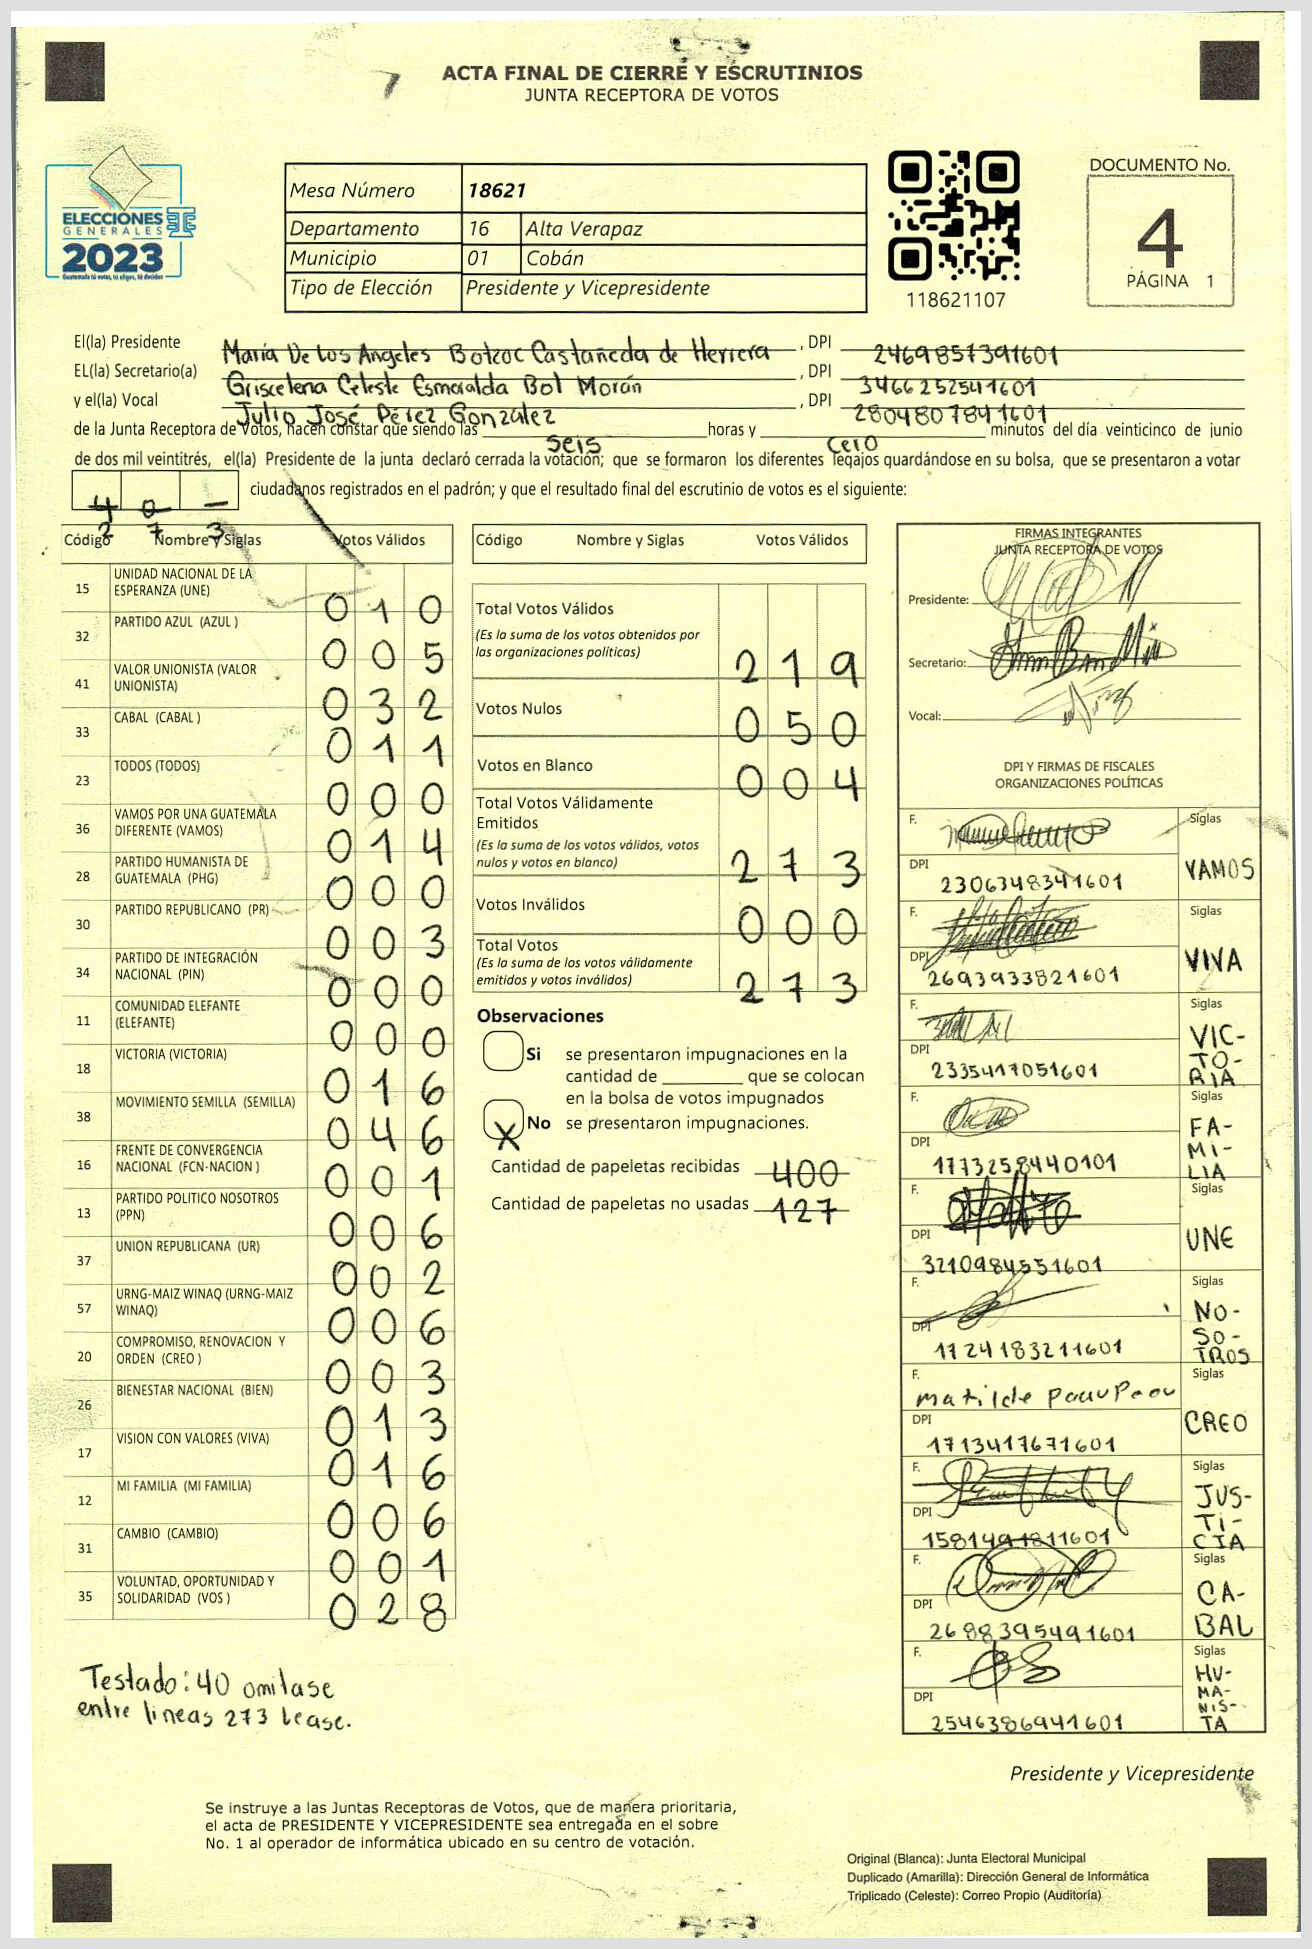 ACTA FINAL DE CIERRE Y ESCRUTINIOS
JUNTA RECEPTORA DE VOTOS
ELECCIONES
GENERALES
2023
Guatemala tú votas, tú eliges, tú decides
Mesa Número 18621
Departamento 16 Alta Verapaz
Municipio 01 Cobán
Tipo de Elección Presidente y Vicepresidente
118621107
DOCUMENTO No.
4
PÁGINA 1
El(la) Presidente María De Los Angeles Botzoc Castañeda de Herrera, DPI 2469857391601
EL(la) Secretario(a) Griscelena Celeste Esmeralda Bol Morán, DPI 3466252541601
y el(la) Vocal Julio José Pérez Gonzalez, DPI 2804807841601
de la Junta Receptora de Votos, hacen constar que siendo las seis horas y cero minutos del día veinticinco de junio
de dos mil veintitrés, el(la) Presidente de la junta declaró cerrada la votación; que se formaron los diferentes legajos guardándose en su bolsa, que se presentaron a votar
4 0 – ciudadanos registrados en el padrón; y que el resultado final del escrutinio de votos es el siguiente:
2 7 3
Código Nombre y Siglas Votos Válidos
15 UNIDAD NACIONAL DE LA ESPERANZA (UNE) 010
32 PARTIDO AZUL (AZUL ) 005
41 VALOR UNIONISTA (VALOR UNIONISTA) 032
33 CABAL (CABAL ) 011
23 TODOS (TODOS) 000
36 VAMOS POR UNA GUATEMALA DIFERENTE (VAMOS) 014
28 PARTIDO HUMANISTA DE GUATEMALA (PHG) 000
30 PARTIDO REPUBLICANO (PR) 003
34 PARTIDO DE INTEGRACIÓN NACIONAL (PIN) 000
11 COMUNIDAD ELEFANTE (ELEFANTE) 000
18 VICTORIA (VICTORIA) 016
38 MOVIMIENTO SEMILLA (SEMILLA) 046
16 FRENTE DE CONVERGENCIA NACIONAL (FCN-NACION ) 001
13 PARTIDO POLITICO NOSOTROS (PPN) 006
37 UNION REPUBLICANA (UR) 002
57 URNG-MAIZ WINAQ (URNG-MAIZ WINAQ) 006
20 COMPROMISO, RENOVACION Y ORDEN (CREO ) 003
26 BIENESTAR NACIONAL (BIEN) 013
17 VISION CON VALORES (VIVA) 016
12 MI FAMILIA (MI FAMILIA) 006
31 CAMBIO (CAMBIO) 001
35 VOLUNTAD, OPORTUNIDAD Y SOLIDARIDAD (VOS ) 028
Testado: 40 omitase
entre lineas 273 Lease.
Código Nombre y Siglas Votos Válidos
Total Votos Válidos 219
(Es la suma de los votos obtenidos por
las organizaciones políticas)
Votos Nulos 050
Votos en Blanco 004
Total Votos Válidamente
Emitidos 273
(Es la suma de los votos válidos, votos
nulos y votos en blanco)
Votos Inválidos 000
Total Votos 273
(Es la suma de los votos válidamente
emitidos y votos inválidos)
Observaciones
Si se presentaron impugnaciones en la
cantidad de ________ que se colocan
en la bolsa de votos impugnados
X No se presentaron impugnaciones.
Cantidad de papeletas recibidas 400
Cantidad de papeletas no usadas 127
FIRMAS INTEGRANTES
JUNTA RECEPTORA DE VOTOS
Presidente:
Secretario:
Vocal:
DPI Y FIRMAS DE FISCALES
ORGANIZACIONES POLÍTICAS
F. Siglas
DPI 2306348341601 VAMOS
F. Siglas
DPI 2693933821601 VIVA
F. Siglas
DPI 2335417051601 VIC-TO-RIA
F. Siglas
DPI 1773258440101 FA-MI-LIA
F. Siglas
DPI 3210984551601 UNE
F. Siglas
DPI 1724183211601 NO-SO-TROS
F. matilde Siglas
DPI 1713417671601 CREO
F. Siglas
DPI 1581491811601 JUS-TI-CIA
F. Siglas
DPI 2688395491601 CA-BAL
F. Siglas
DPI 2546386941601 HU-MA-NIS-TA
Presidente y Vicepresidente
Se instruye a las Juntas Receptoras de Votos, que de manera prioritaria,
el acta de PRESIDENTE Y VICEPRESIDENTE sea entregada en el sobre
No. 1 al operador de informática ubicado en su centro de votación.
Original (Blanca): Junta Electoral Municipal
Duplicado (Amarilla): Dirección General de Informática
Triplicado (Celeste): Correo Propio (Auditoría)